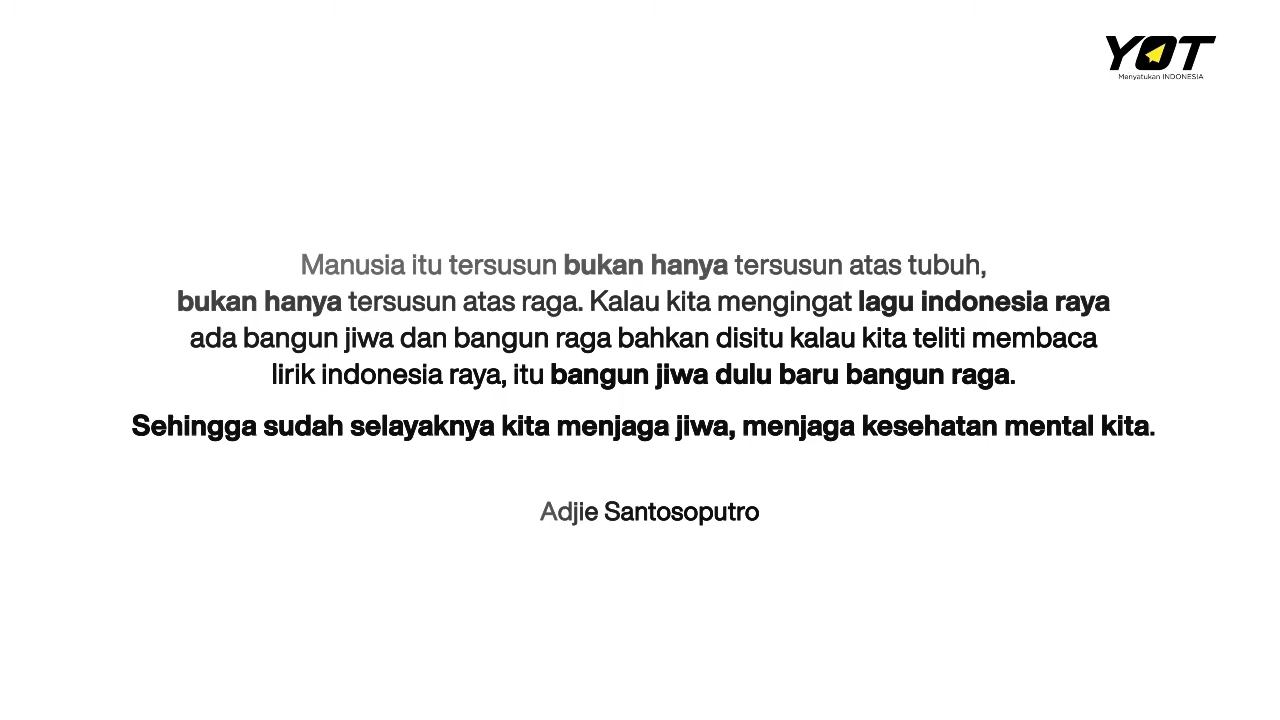 YOT
Menyatukan INDONESIA
Manusia itu tersusun bukan hanya tersusun atas tubuh,
bukan hanya tersusun atas raga. Kalau kita mengingat lagu indonesia raya
ada bangun jiwa dan bangun raga bahkan disitu kalau kita teliti membaca
lirik indonesia raya, itu bangun jiwa dulu baru bangun raga.
Sehingga sudah selayaknya kita menjaga jiwa, menjaga kesehatan mental kita.
Adjie Santosoputro